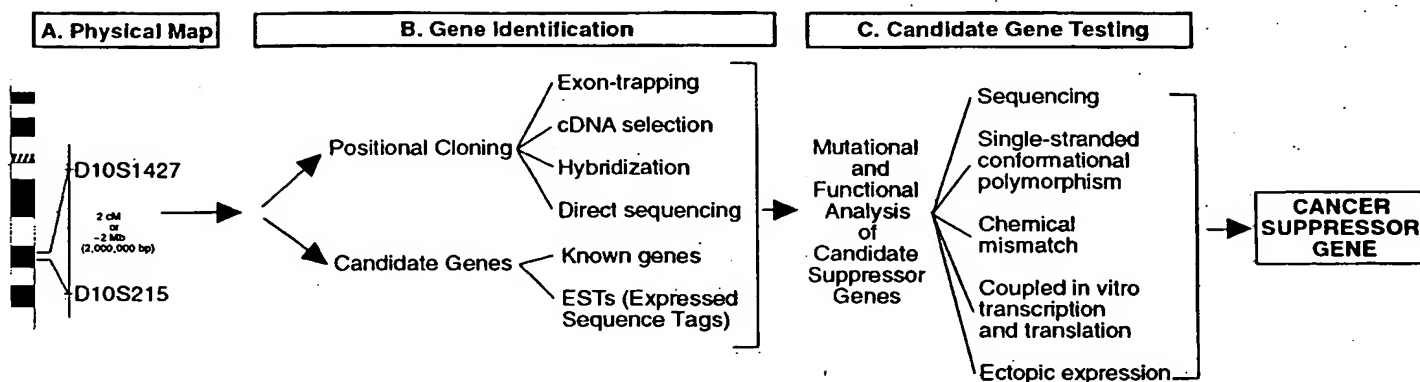 A. Physical Map
B. Gene Identification
C. Candidate Gene Testing
D10S1427
2 cM
or
~2 Mb
(2,000,000 bp)
D10S215
Positional Cloning
Exon-trapping
cDNA selection
Hybridization
Direct sequencing
Candidate Genes
Known genes
ESTs (Expressed
Sequence Tags)
Mutational
and
Functional
Analysis
of
Candidate
Suppressor
Genes
Sequencing
Single-stranded
conformational
polymorphism
Chemical
mismatch
Coupled in vitro
transcription
and translation
Ectopic expression
CANCER
SUPPRESSOR
GENE